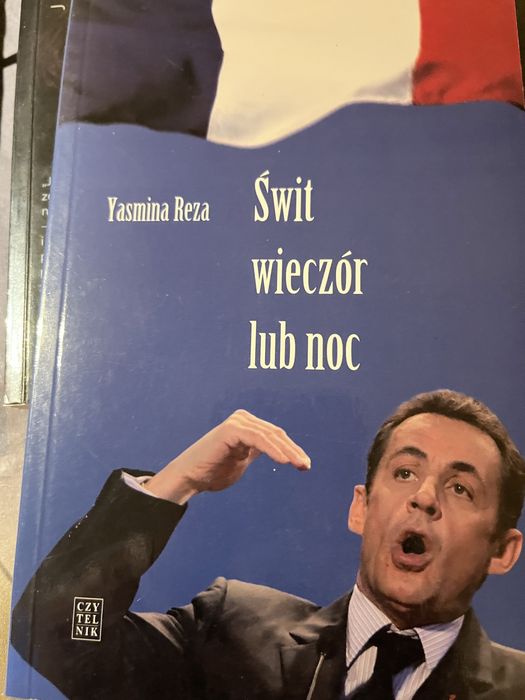 Yasmina Reza
Świt
wieczór
lub noc
CZY
TEL
NIK